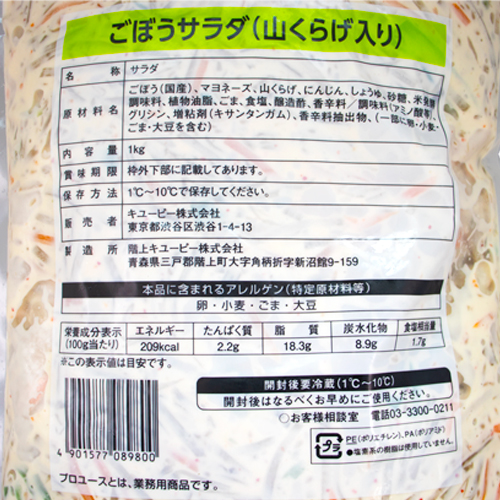 ごぼうサラダ(山くらげ入り)
名称 サラダ
原材料名 ごぼう(国産)、マヨネーズ、山くらげ、にんじん、しょうゆ、砂糖、米発酵
調味料、植物油脂、ごま、食塩、醸造酢、香辛料/調味料(アミノ酸等)、
グリシン、増粘剤(キサンタンガム)、香辛料抽出物、(一部に卵・小麦・
ごま・大豆を含む)
内容量 1kg
賞味期限 枠外下部に記載してあります。
保存方法 1℃~10℃で保存してください。
販売者 キユーピー株式会社
東京都渋谷区渋谷1-4-13
製造所 階上キユーピー株式会社
青森県三戸郡階上町大字角柄折字新沼館9-159
本品に含まれるアレルゲン(特定原材料等)
卵・小麦・ごま・大豆
栄養成分表示 エネルギー たんぱく質 脂質 炭水化物 食塩相当量
(100g当たり) 209kcal 2.2g 18.3g 8.9g 1.7g
※この表示値は目安です。
開封後要冷蔵(1℃~10℃)
開封後はなるべくお早めにご使用ください。
○お客様相談室 電話03-3300-0211
4901577089800
プラ
PE(ポリエチレン)、PA(ポリアミド)
●塩素系の樹脂は使用していません。
プロユースとは、業務用商品です。